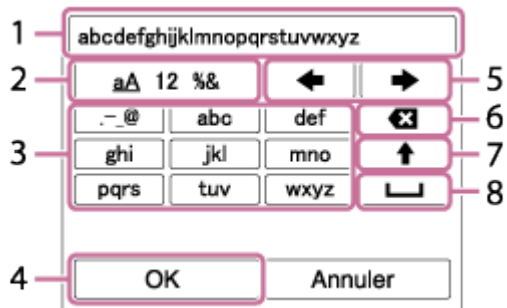 1 abcdefghijklmnopqrstuvwxyz
2 aA 12 %& 5
.-_@ abc def 6
3 ghi jkl mno 7
pqrs tuv wxyz 8
4 OK Annuler